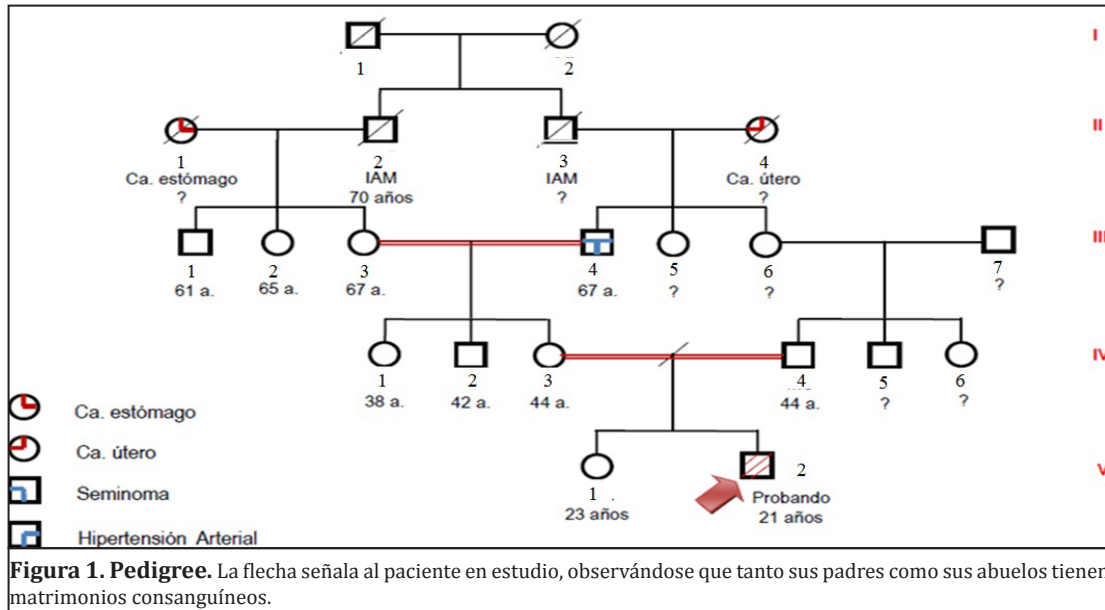 I
1 2
II
1 2 3 4
Ca. estómago IAM IAM Ca. útero
? 70 años ? ?
III
1 2 3 4 5 6 7
61 a. 65 a. 67 a. 67 a. ? ? ?
IV
1 2 3 4 5 6
38 a. 42 a. 44 a. 44 a. ? ?
Ca. estómago
Ca. útero
V
1 . 2
23 años Probando
21 años
Seminoma
Hipertensión Arterial
Figura 1. Pedigree. La flecha señala al paciente en estudio, observándose que tanto sus padres como sus abuelos tienen
matrimonios consanguíneos.